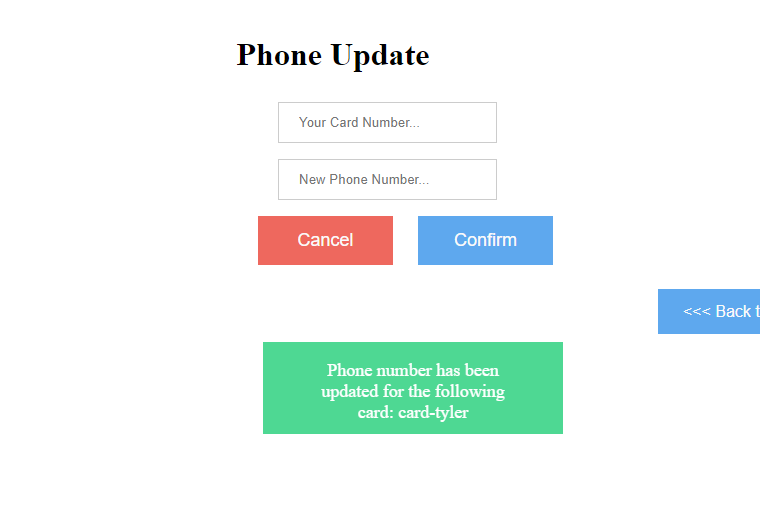 Phone Update
Your Card Number...
New Phone Number...
Cancel
Confirm
<<< Back t
Phone number has been
updated for the following
card: card-tyler